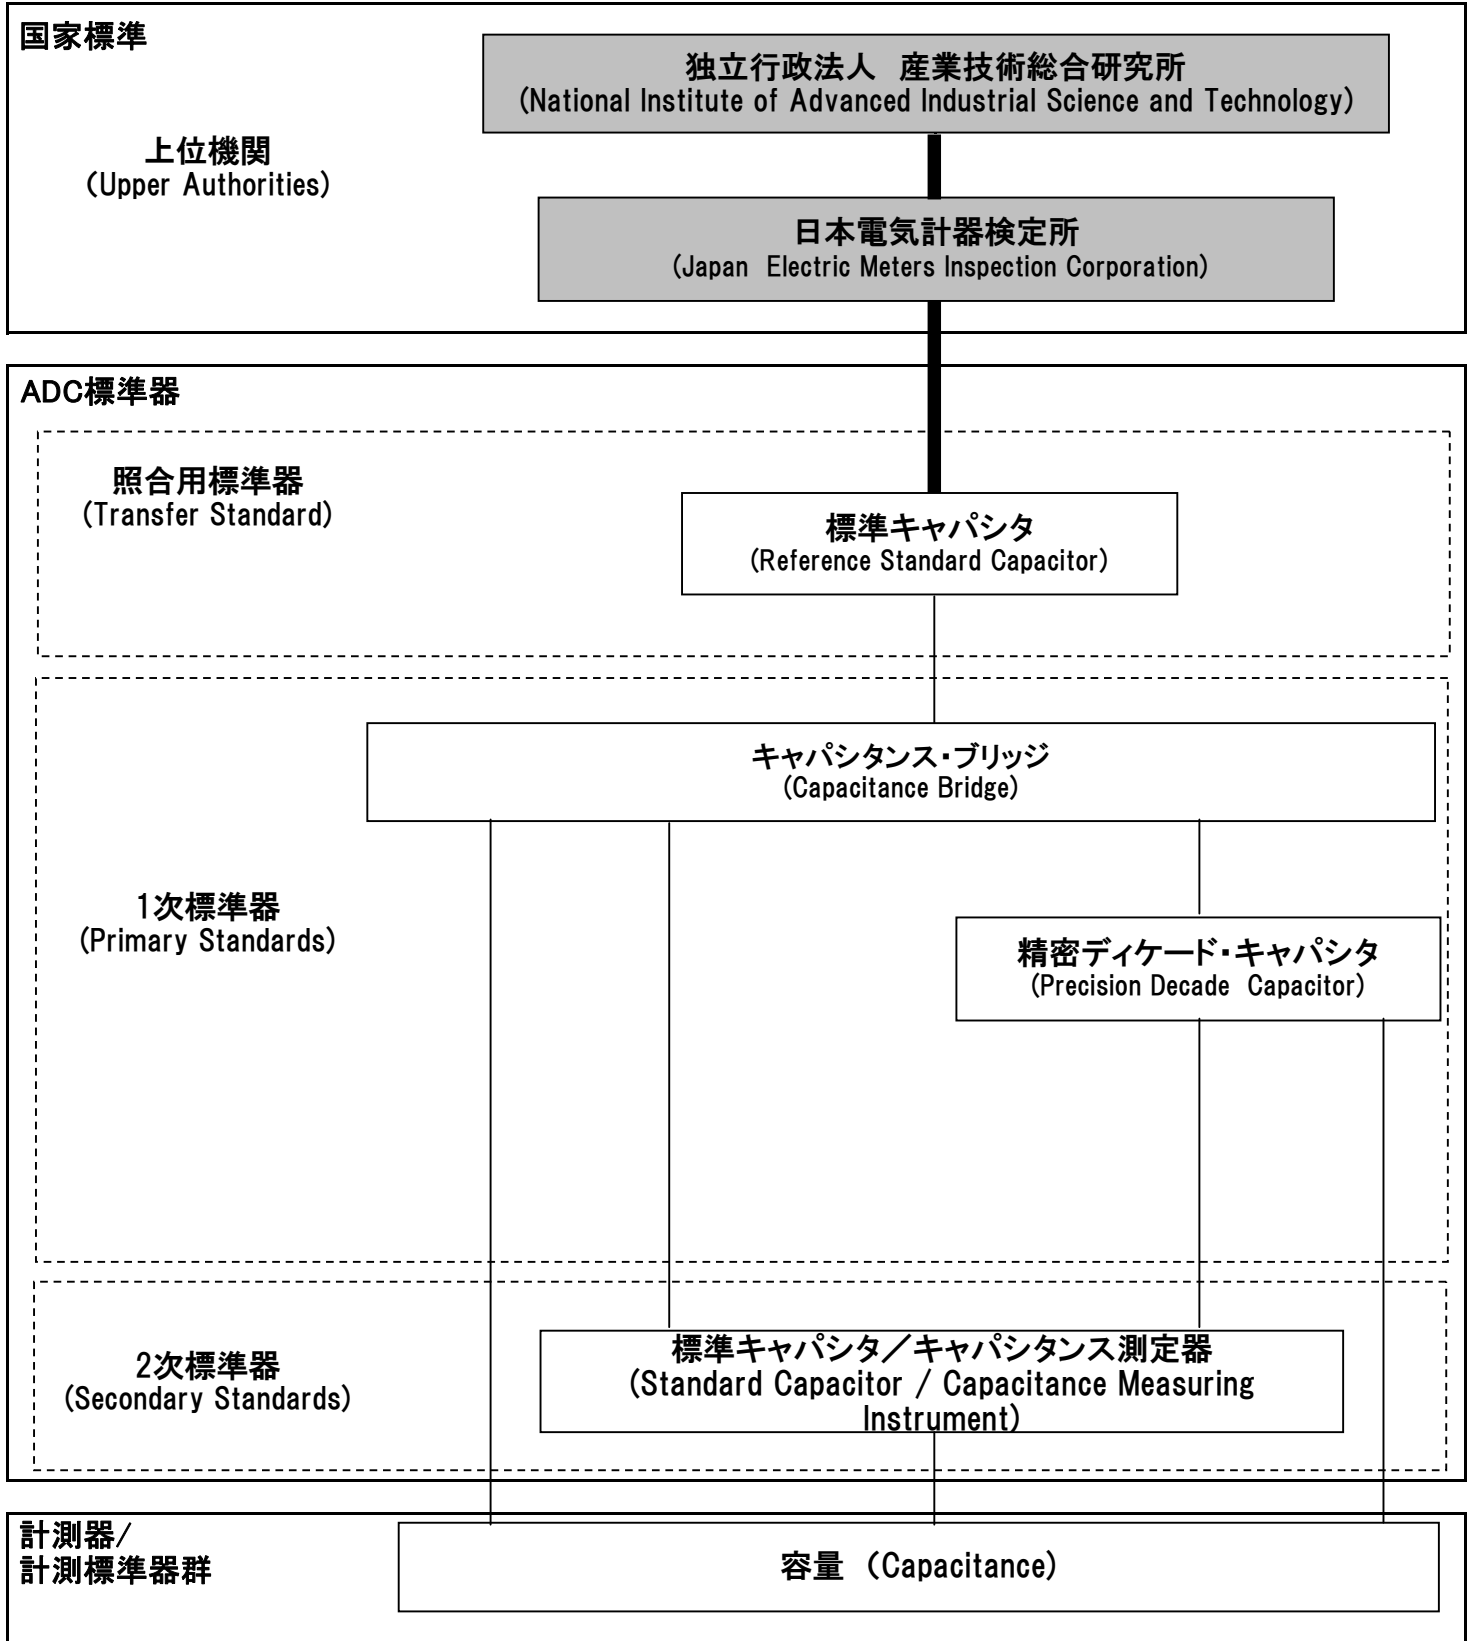 国家標準
独立行政法人　産業技術総合研究所
(National Institute of Advanced Industrial Science and Technology)
上位機関
（Upper Authorities)
日本電気計器検定所
(Japan Electric Meters Inspection Corporation)
ADC標準器
照合用標準器
(Transfer Standard)
標準キャパシタ
(Reference Standard Capacitor)
キャパシタンス・ブリッジ
(Capacitance Bridge)
1次標準器
(Primary Standards)
精密ディケード・キャパシタ
(Precision Decade Capacitor)
2次標準器
(Secondary Standards)
標準キャパシタ／キャパシタンス測定器
(Standard Capacitor / Capacitance Measuring
Instrument)
計測器/
計測標準器群
容量 （Capacitance)